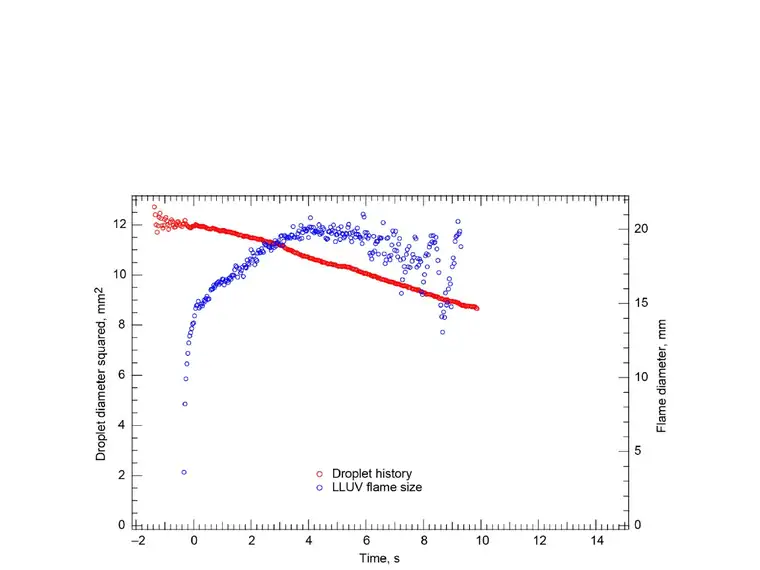 12
10
8
6
4
2
0
Droplet diameter squared, mm2
20
15
10
5
0
Flame diameter, mm
Droplet history
LLUV flame size
−2 0 2 4 6 8 10 12 14
Time, s